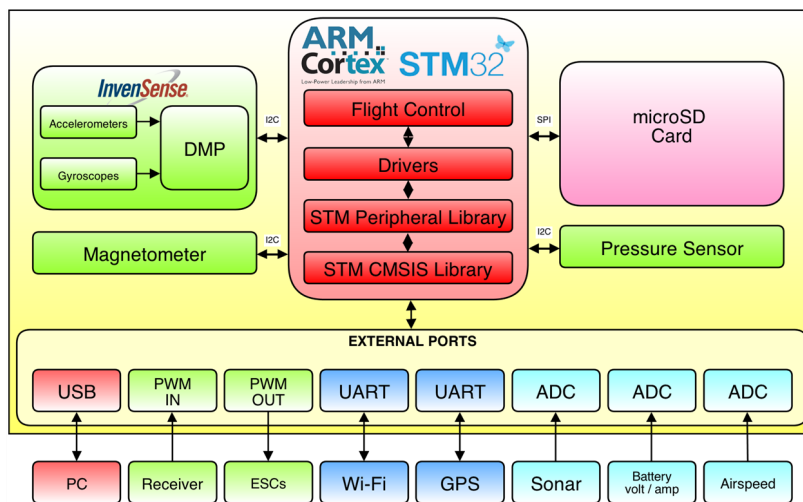 ARM
Cortex
Low-Power Leadership from ARM
STM32
InvenSense
Accelerometers
Gyroscopes
DMP
I2C
Flight Control
Drivers
STM Peripheral Library
STM CMSIS Library
SPI
microSD
Card
Magnetometer
I2C
I2C
Pressure Sensor
EXTERNAL PORTS
USB
PWM
IN
PWM
OUT
UART
UART
ADC
ADC
ADC
PC
Receiver
ESCs
Wi-Fi
GPS
Sonar
Battery
volt / amp
Airspeed